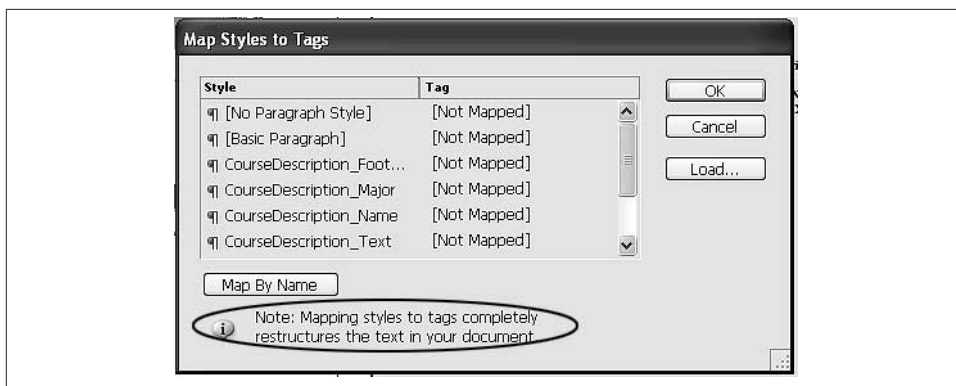 Map Styles to Tags
Style Tag
¶ [No Paragraph Style] [Not Mapped]
¶ [Basic Paragraph] [Not Mapped]
¶ CourseDescription_Foot... [Not Mapped]
¶ CourseDescription_Major [Not Mapped]
¶ CourseDescription_Name [Not Mapped]
¶ CourseDescription_Text [Not Mapped]
OK
Cancel
Load...
Map By Name
Note: Mapping styles to tags completely
restructures the text in your document